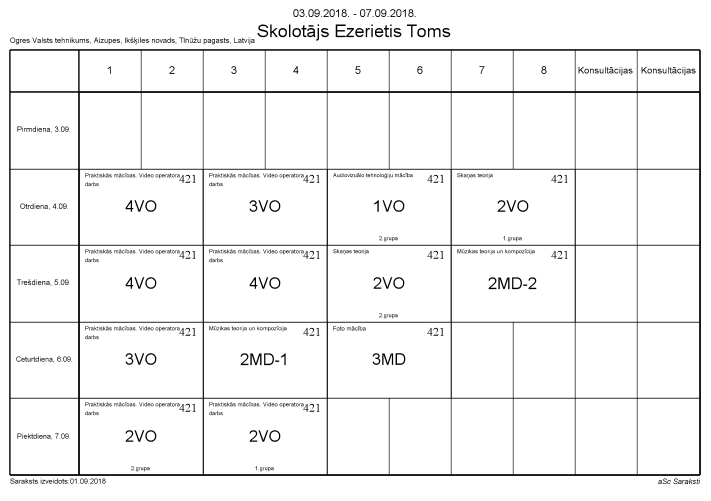 03.09.2018. - 07.09.2018.
Skolotājs Ezerietis Toms
Ogres Valsts tehnikums, Aizupes, Ikšķiles novads, Tīnūžu pagasts, Latvija
1 2 3 4 5 6 7 8 Konsultācijas Konsultācijas
Pirmdiena, 3.09.
Otrdiena, 4.09.
Praktiskās mācības. Video operatora darbs 421
4VO
Praktiskās mācības. Video operatora darbs 421
3VO
Audiovizuālo tehnoloģiju mācība 421
1VO
2.grupa
Skaņas teorija 421
2VO
1.grupa
Trešdiena, 5.09.
Praktiskās mācības. Video operatora darbs 421
4VO
Praktiskās mācības. Video operatora darbs 421
4VO
Skaņas teorija 421
2VO
2.grupa
Mūzikas teorija un kompozīcija 421
2MD-2
Ceturtdiena, 6.09.
Praktiskās mācības. Video operatora darbs 421
3VO
Mūzikas teorija un kompozīcija 421
2MD-1
Foto mācība 421
3MD
Piektdiena, 7.09.
Praktiskās mācības. Video operatora darbs 421
2VO
2.grupa
Praktiskās mācības. Video operatora darbs 421
2VO
1.grupa
Saraksts izveidots:01.09.2018
aSc Saraksti